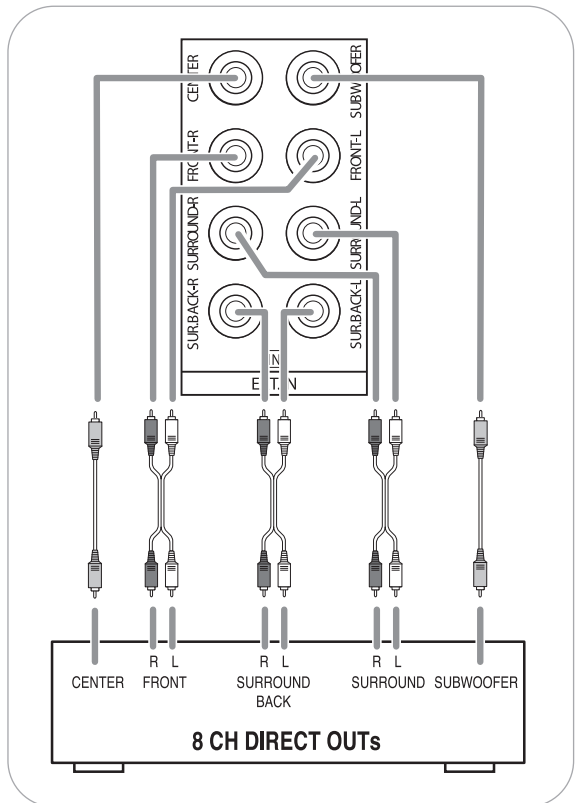 CENTER
SUBWOOFER
FRONT-R
FRONT-L
SURROUND-R
SURROUND-L
SUR.BACK-R
SUR.BACK-L
IN
EXT.IN
R L
R L
R L
CENTER
FRONT
SURROUND
BACK
SURROUND
SUBWOOFER
8 CH DIRECT OUTs